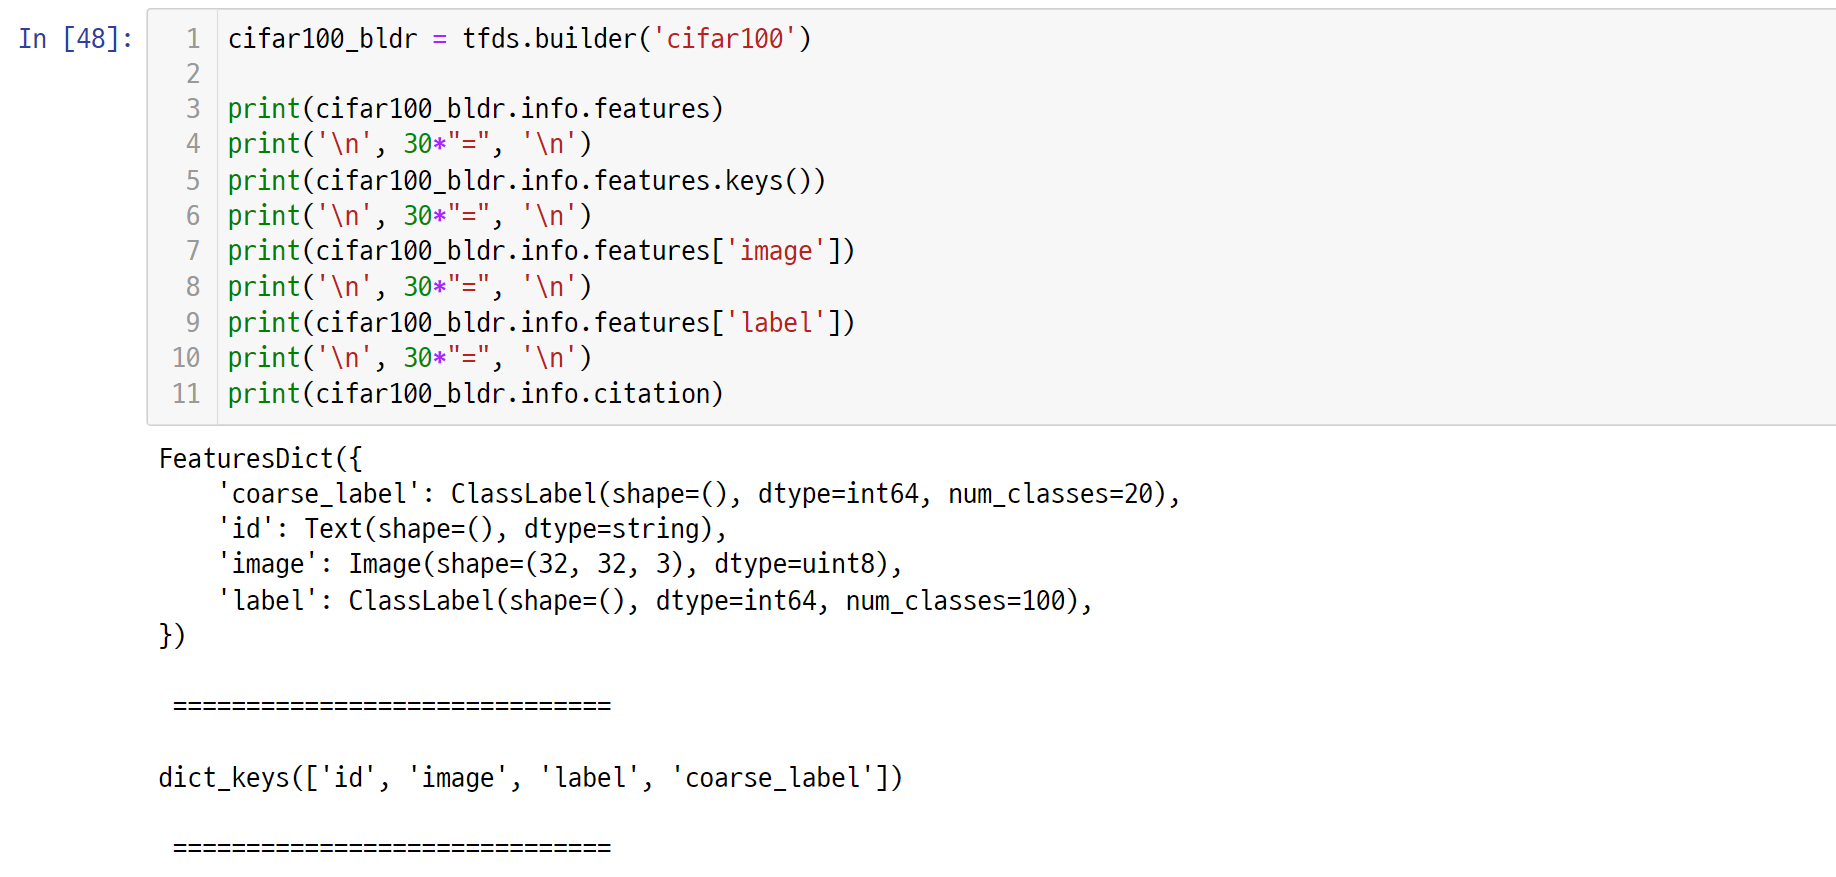 In [48]:
1 cifar100_bldr = tfds.builder('cifar100')
2
3 print(cifar100_bldr.info.features)
4 print('\n', 30*"=", '\n')
5 print(cifar100_bldr.info.features.keys())
6 print('\n', 30*"=", '\n')
7 print(cifar100_bldr.info.features['image'])
8 print('\n', 30*"=", '\n')
9 print(cifar100_bldr.info.features['label'])
10 print('\n', 30*"=", '\n')
11 print(cifar100_bldr.info.citation)
FeaturesDict({
    'coarse_label': ClassLabel(shape=(), dtype=int64, num_classes=20),
    'id': Text(shape=(), dtype=string),
    'image': Image(shape=(32, 32, 3), dtype=uint8),
    'label': ClassLabel(shape=(), dtype=int64, num_classes=100),
})
==============================
dict_keys(['id', 'image', 'label', 'coarse_label'])
==============================